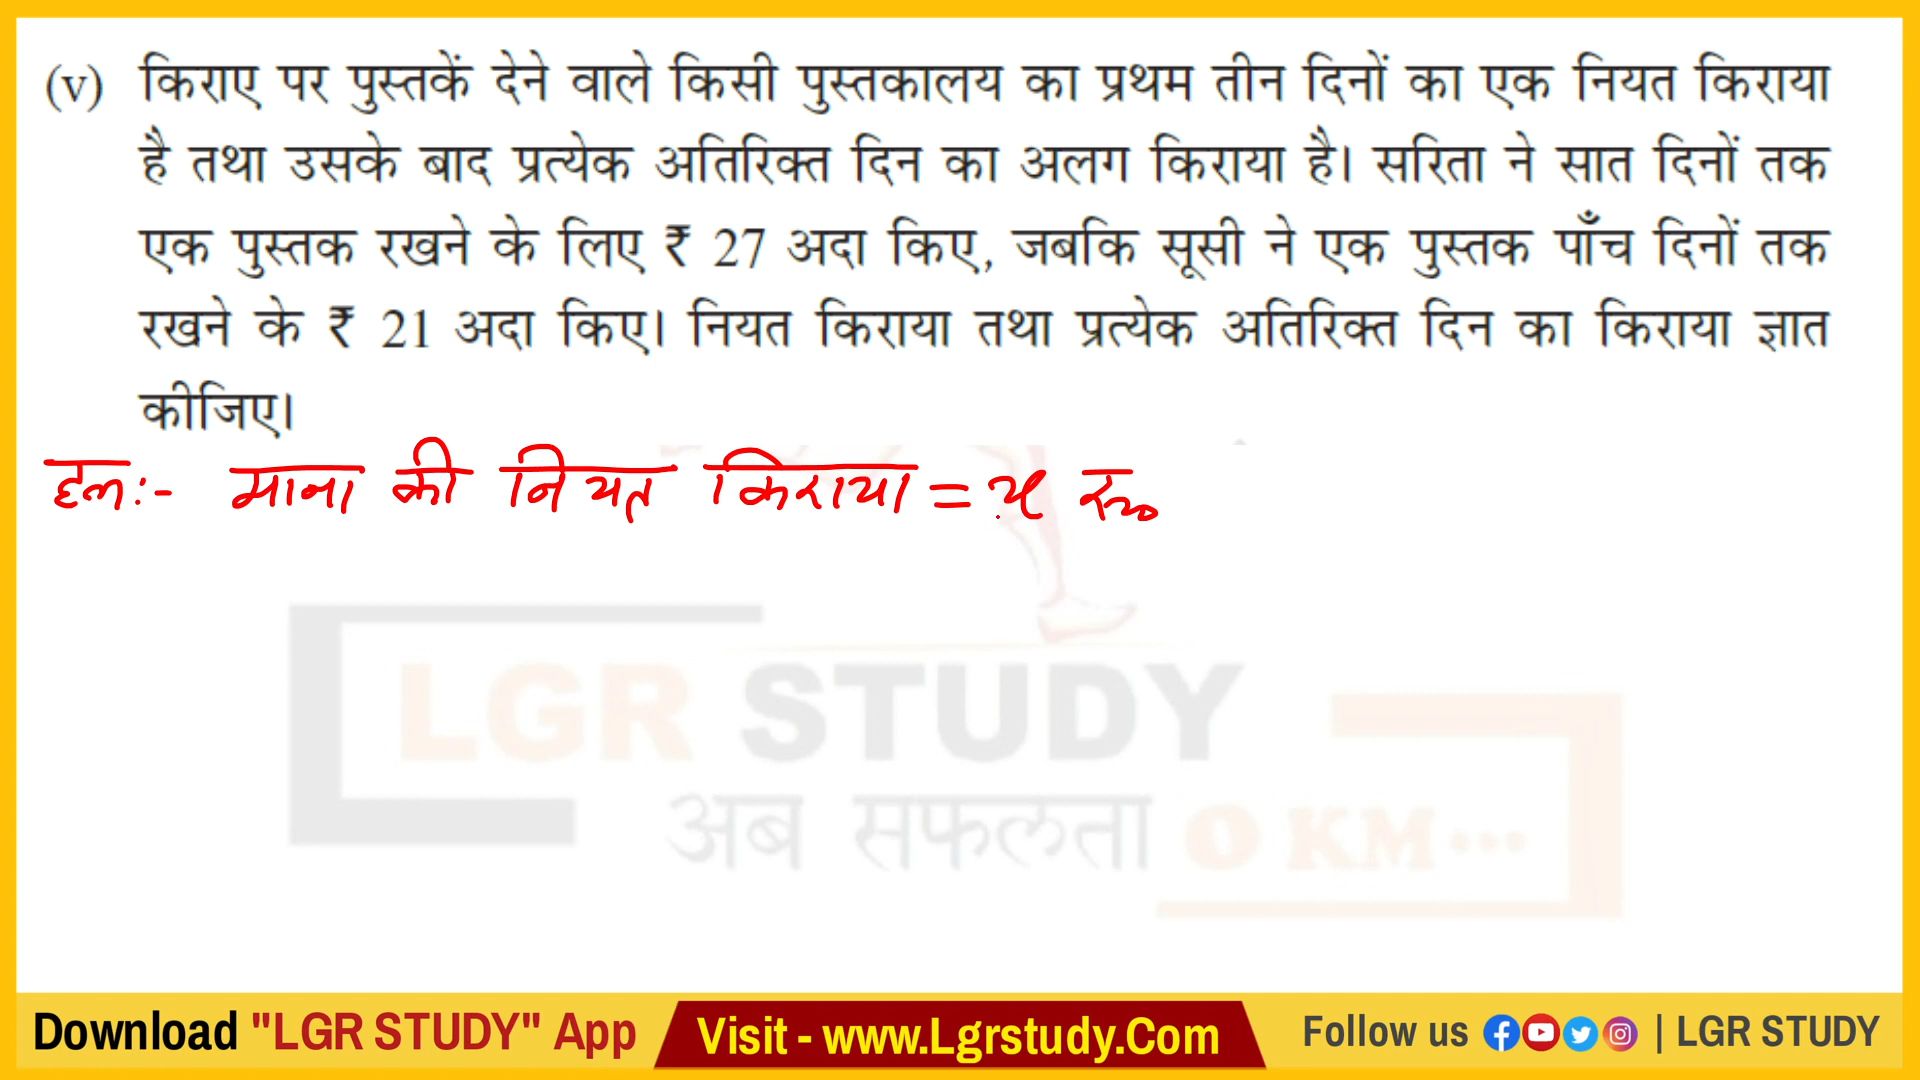 (v) किराए पर पुस्तकें देने वाले किसी पुस्तकालय का प्रथम तीन दिनों का एक नियत किराया
है तथा उसके बाद प्रत्येक अतिरिक्त दिन का अलग किराया है। सरिता ने सात दिनों तक
एक पुस्तक रखने के लिए ₹ 27 अदा किए, जबकि सूसी ने एक पुस्तक पाँच दिनों तक
रखने के ₹ 21 अदा किए। नियत किराया तथा प्रत्येक अतिरिक्त दिन का किराया ज्ञात
कीजिए।
हल:- माना की नियत किराया = x रू०
LGR STUDY
अब सफलता 0 KM...
Download "LGR STUDY" App Visit - www.Lgrstudy.Com Follow us | LGR STUDY